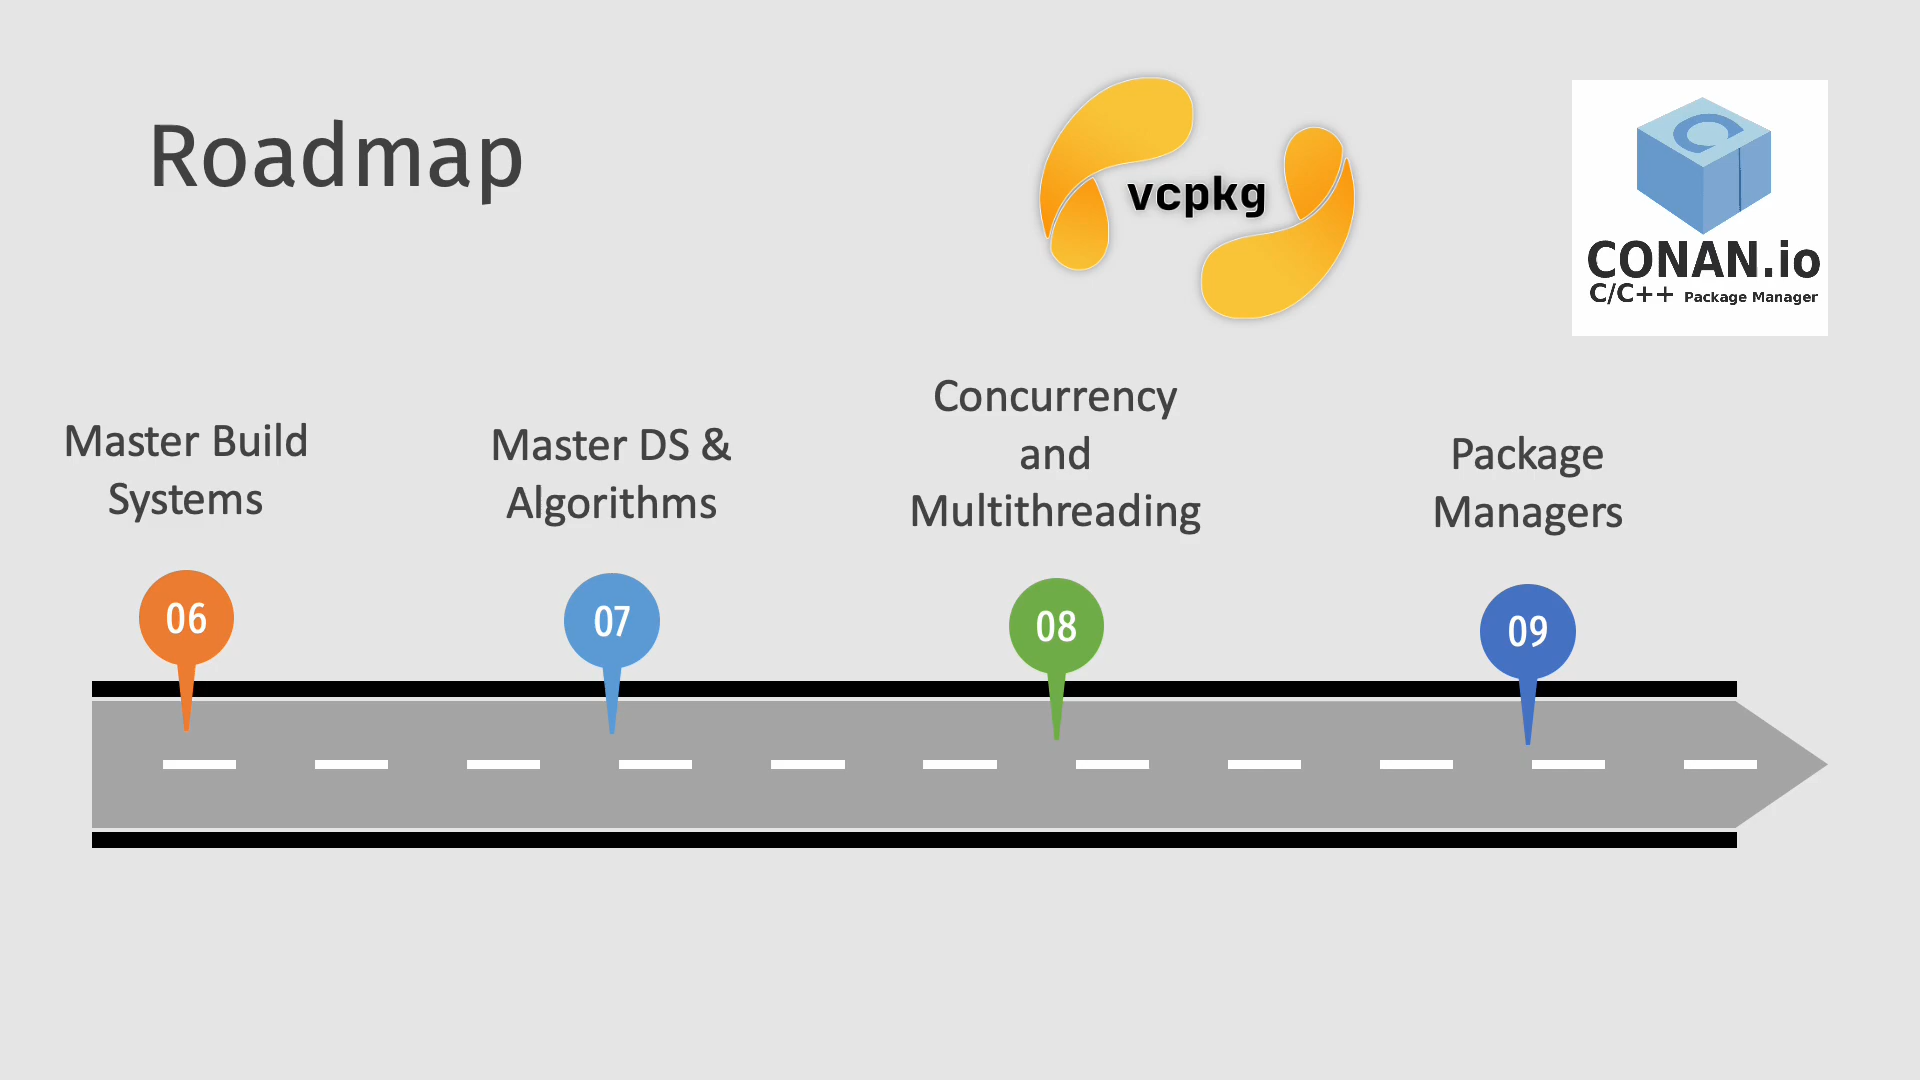 Roadmap
vcpkg
CONAN.io
C/C++ Package Manager
Master Build
Systems
Master DS &
Algorithms
Concurrency
and
Multithreading
Package
Managers
06
07
08
09